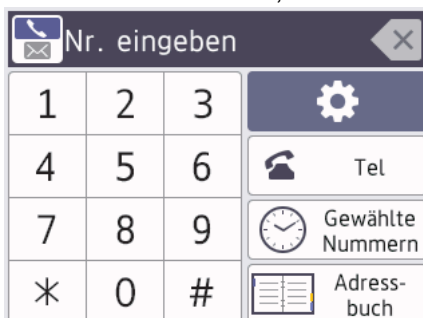 Nr. eingeben
1 2 3
4 5 6 Tel
7 8 9 Gewählte
Nummern
* 0 # Adress-
buch